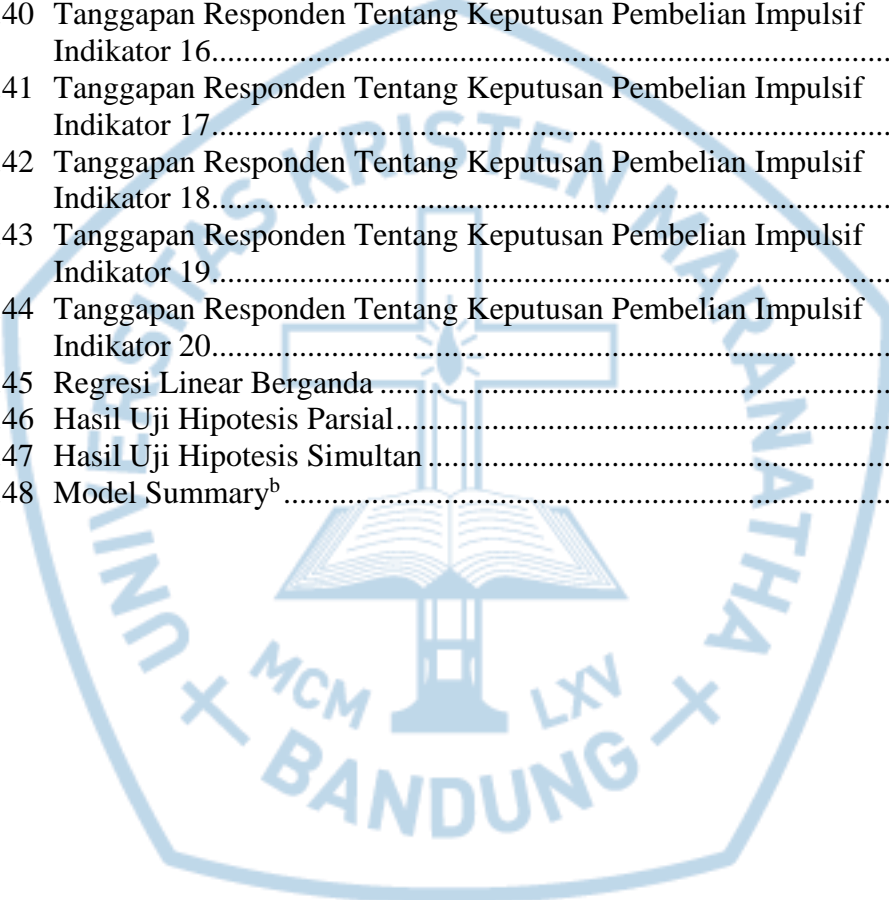 40 Tanggapan Responden Tentang Keputusan Pembelian Impulsif
Indikator 16......................................................................................
41 Tanggapan Responden Tentang Keputusan Pembelian Impulsif
Indikator 17......................................................................................
42 Tanggapan Responden Tentang Keputusan Pembelian Impulsif
Indikator 18......................................................................................
43 Tanggapan Responden Tentang Keputusan Pembelian Impulsif
Indikator 19......................................................................................
44 Tanggapan Responden Tentang Keputusan Pembelian Impulsif
Indikator 20......................................................................................
45 Regresi Linear Berganda ................................................................
46 Hasil Uji Hipotesis Parsial..............................................................
47 Hasil Uji Hipotesis Simultan ..........................................................
48 Model Summaryᵇ............................................................................
UNIVERSITAS KRISTEN MARANATHA
MCM LXV
BANDUNG